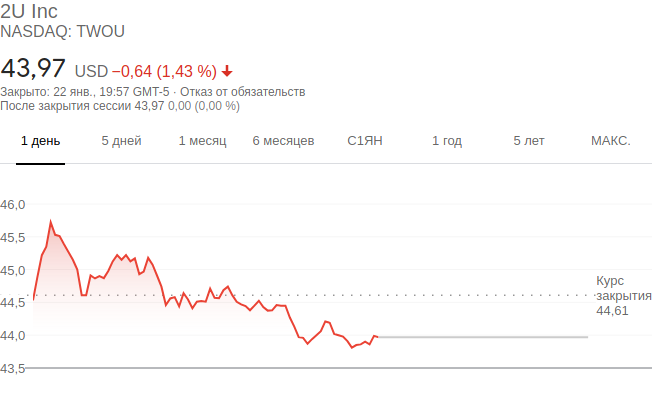 2U Inc
NASDAQ: TWOU
43,97 USD −0,64 (1,43 %)
Закрыто: 22 янв., 19:57 GMT-5 · Отказ от обязательств
После закрытия сессии 43,97 0,00 (0,00 %)
1 день 5 дней 1 месяц 6 месяцев С1ЯН 1 год 5 лет МАКС.
46,0
45,5
45,0
44,5
44,0
43,5
Курс
закрытия
44,61